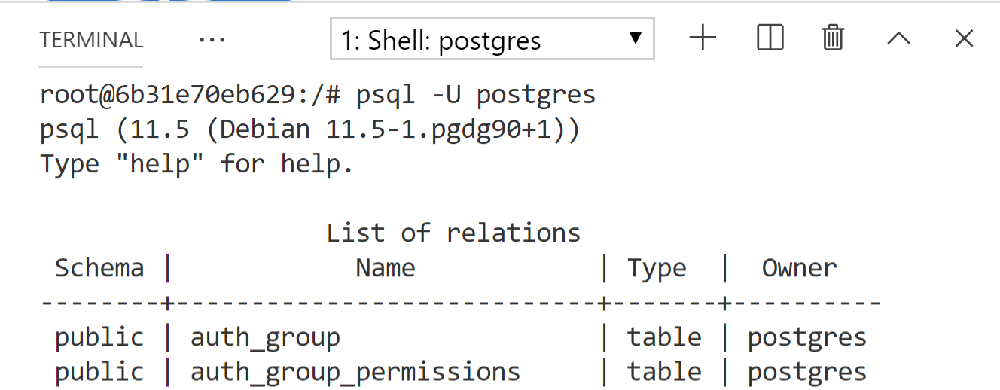 TERMINAL ... 1: Shell: postgres
root@6b31e70eb629:/# psql -U postgres
psql (11.5 (Debian 11.5-1.pgdg90+1))
Type "help" for help.
List of relations
Schema | Name | Type | Owner
--------+----------------------------+-------+----------
public | auth_group | table | postgres
public | auth_group_permissions | table | postgres